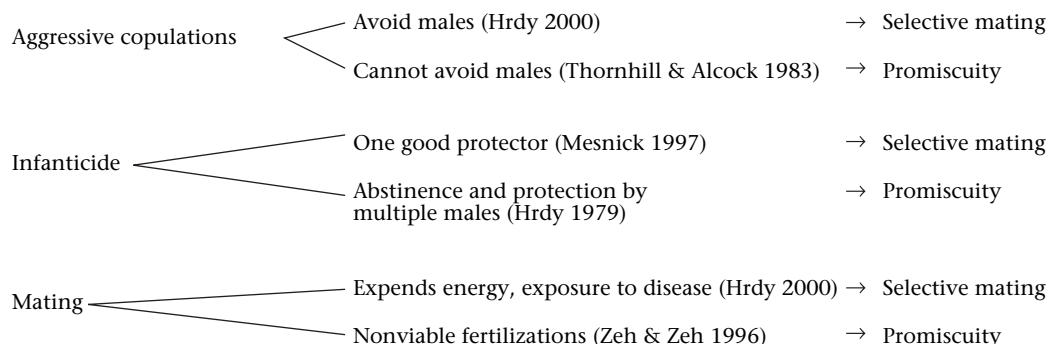 Avoid males (Hrdy 2000) → Selective mating
Aggressive copulations
Cannot avoid males (Thornhill & Alcock 1983) → Promiscuity
One good protector (Mesnick 1997) → Selective mating
Infanticide
Abstinence and protection by → Promiscuity
multiple males (Hrdy 1979)
Expends energy, exposure to disease (Hrdy 2000) → Selective mating
Mating
Nonviable fertilizations (Zeh & Zeh 1996) → Promiscuity